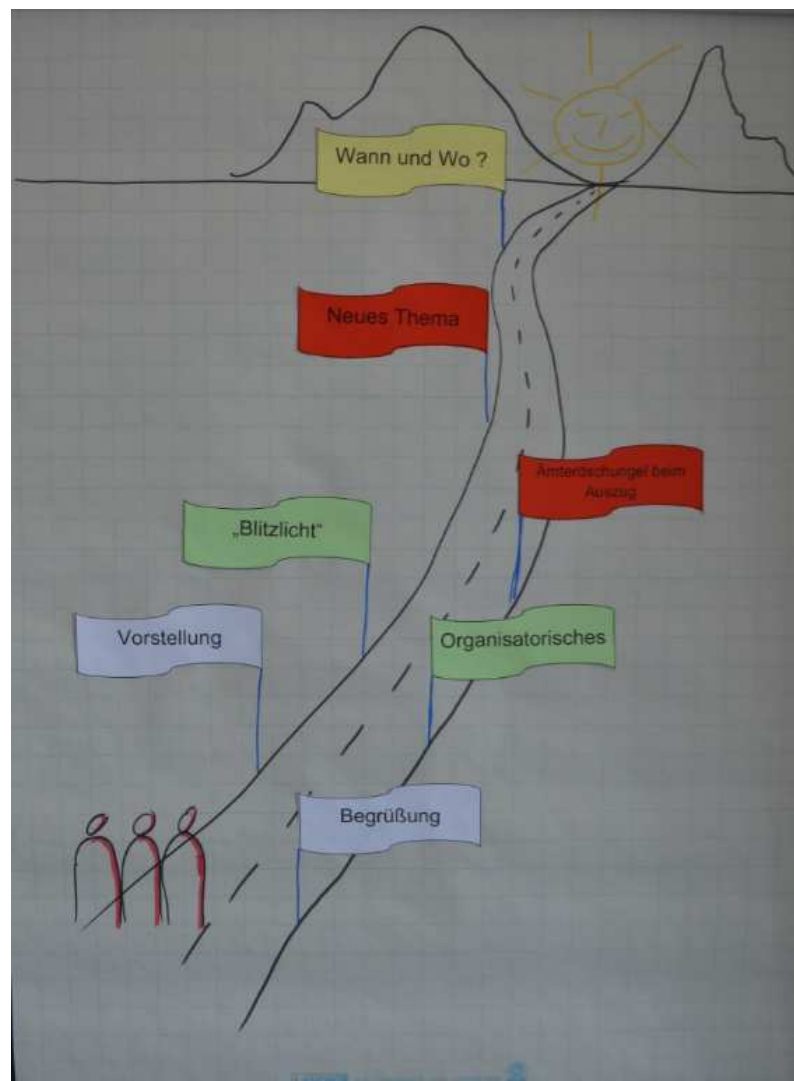 Wann und Wo ?
Neues Thema
Ämterdschungel beim
Auszug
„Blitzlicht“
Vorstellung
Organisatorisches
Begrüßung